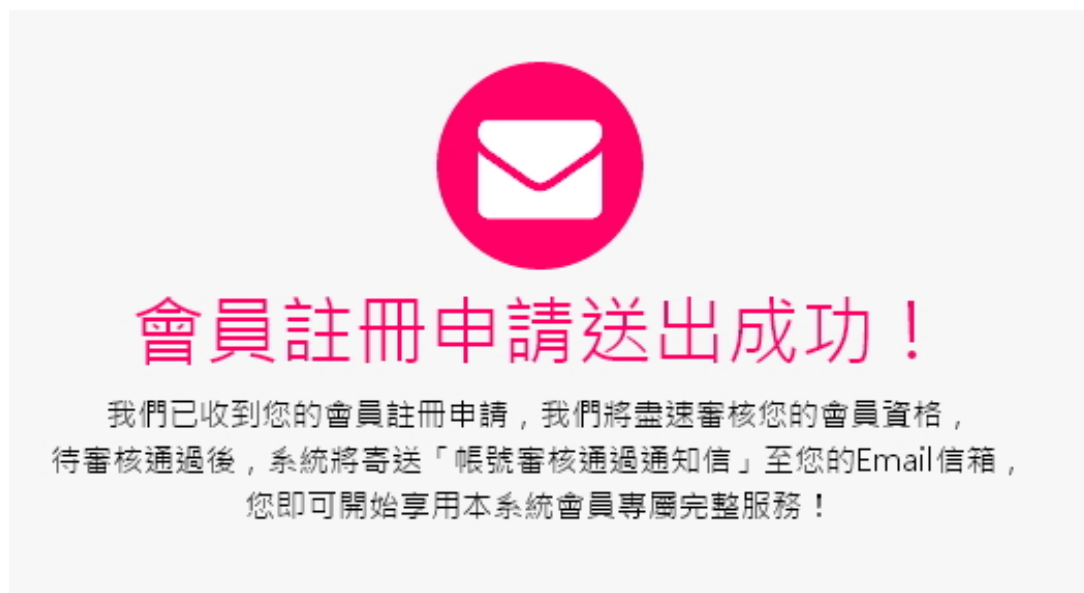 會員註冊申請送出成功！
我們已收到您的會員註冊申請，我們將盡速審核您的會員資格，
待審核通過後，系統將寄送「帳號審核通過通知信」至您的Email信箱，
您即可開始享用本系統會員專屬完整服務！